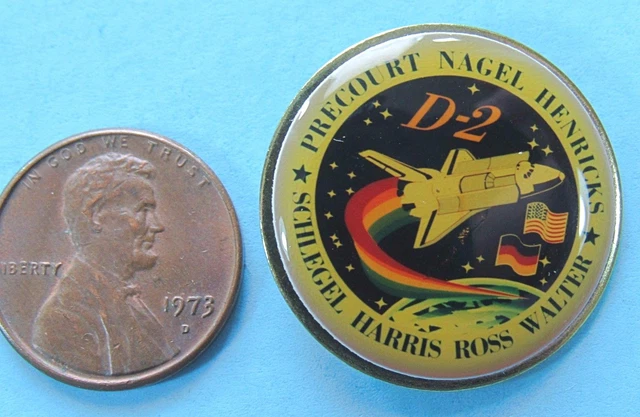 IN GOD WE TRUST
LIBERTY
1973
D
PRECOURT NAGEL HENRICKS
D-2
SCHLEGEL HARRIS ROSS WALTER